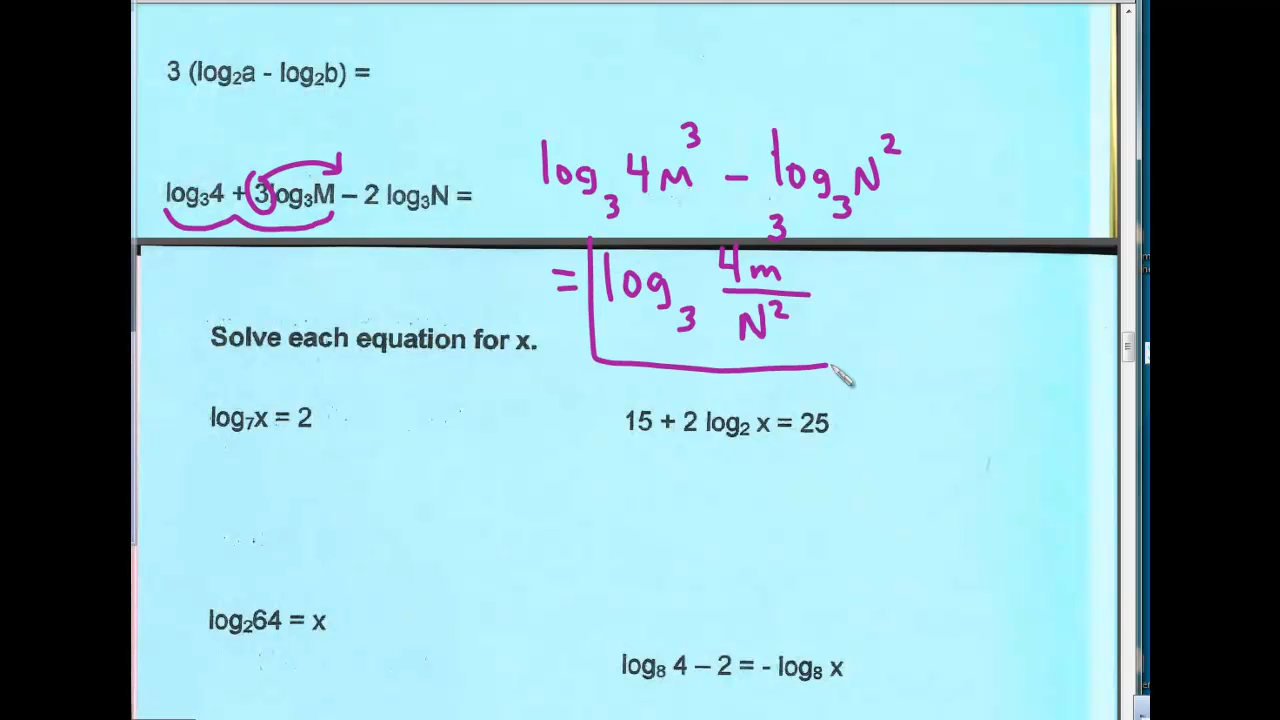 3 (log₂a - log₂b) =
log₃4 + 3log₃M – 2 log₃N =
log₃ 4M³ – log₃ N²
= log₃ 4m³/N²
Solve each equation for x.
log₇x = 2
15 + 2 log₂ x = 25
log₂64 = x
log₈ 4 – 2 = - log₈ x